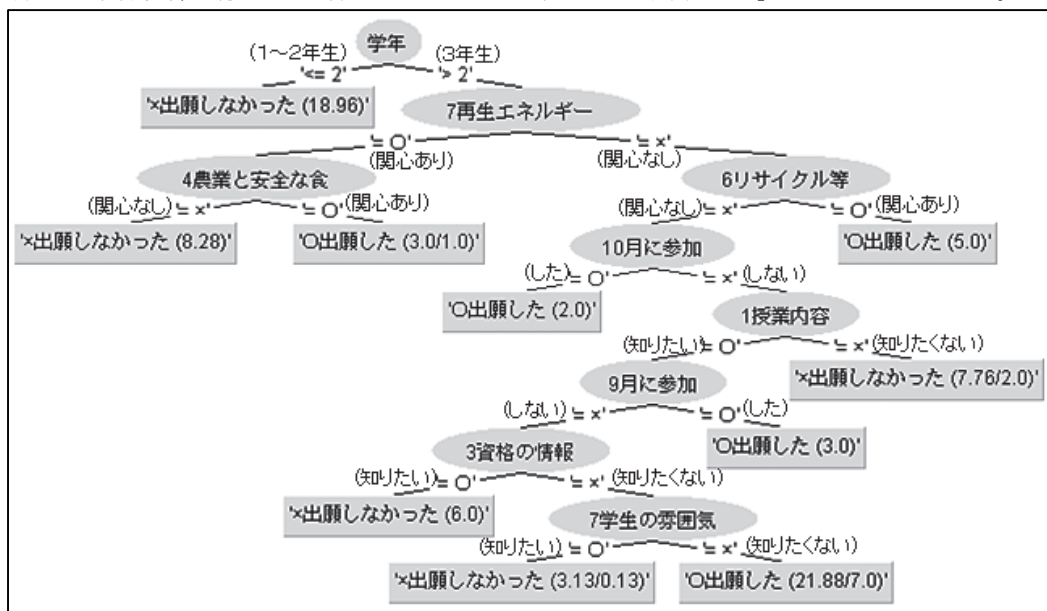 学年
(1～2年生)
(3年生)
'<= 2'
'> 2'
'×出願しなかった (18.96)'
7再生エネルギー
'= O'
(関心あり)
'= ×'
(関心なし)
4農業と安全な食
6リサイクル等
(関心なし) '= ×'
'= O' (関心あり)
(関心なし) '= ×'
'= O' (関心あり)
'×出願しなかった (8.28)'
'O出願した (3.0/1.0)'
10月に参加
'O出願した (5.0)'
(した) '= O'
'= ×' (しない)
'O出願した (2.0)'
1授業内容
(知りたい) '= O'
'= ×' (知りたくない)
9月に参加
'×出願しなかった (7.76/2.0)'
(しない) '= ×'
'= O' (した)
3資格の情報
'O出願した (3.0)'
(知りたい) '= O'
'= ×' (知りたくない)
'×出願しなかった (6.0)'
7学生の雰囲気
(知りたい) '= O'
'= ×' (知りたくない)
'×出願しなかった (3.13/0.13)'
'O出願した (21.88/7.0)'